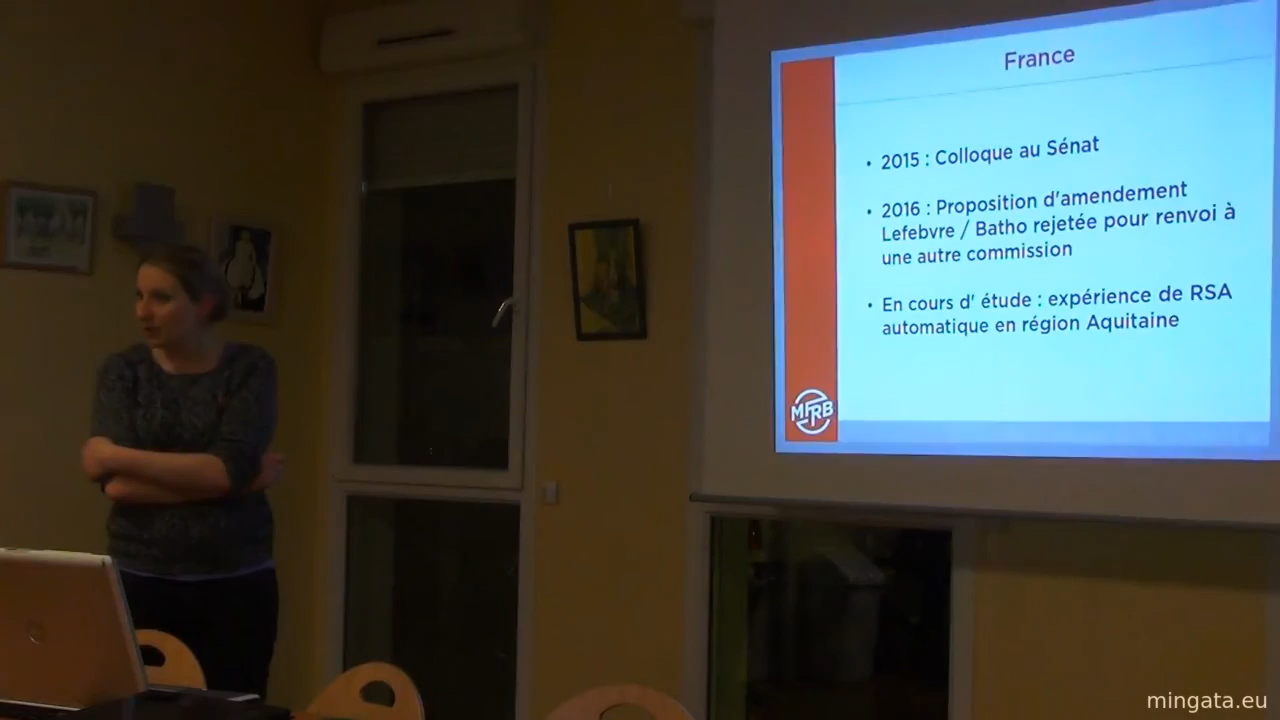 France
• 2015 : Colloque au Sénat
• 2016 : Proposition d'amendement
Lefebvre / Batho rejetée pour renvoi à
une autre commission
• En cours d' étude : expérience de RSA
automatique en région Aquitaine
MFRB
mingata.eu